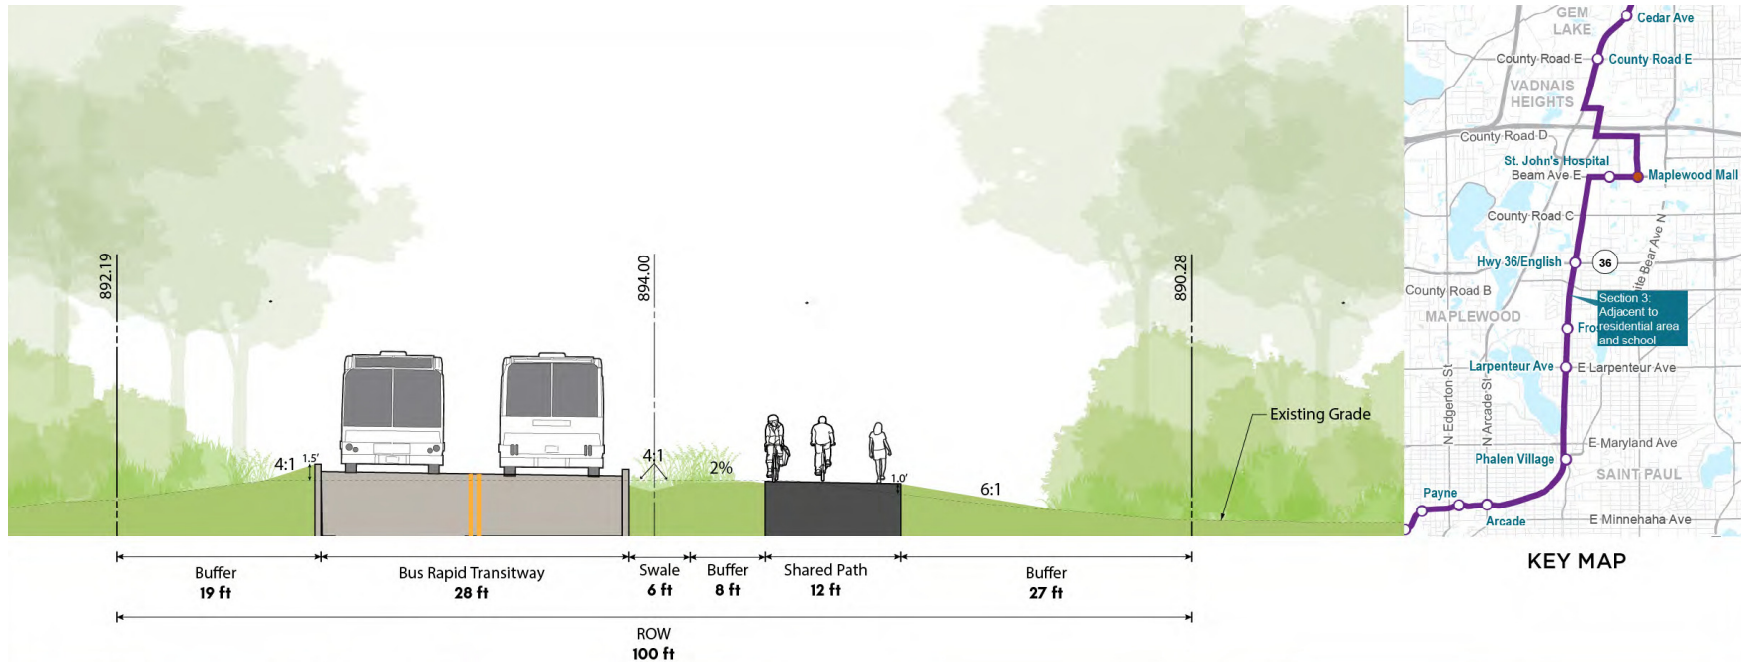 892.19
894.00
890.28
4:1
1.5'
4:1
2%
1.0'
6:1
Existing Grade
Buffer
19 ft
Bus Rapid Transitway
28 ft
Swale
6 ft
Buffer
8 ft
Shared Path
12 ft
Buffer
27 ft
ROW
100 ft
GEM
LAKE
Cedar Ave
County Road E
County Road E
VADNAIS
HEIGHTS
County Road D
St. John's Hospital
Beam Ave E
Maplewood Mall
County Road C
Hwy 36/English
36
ite Bear Ave N
County Road B
MAPLEWOOD
Section 3:
Adjacent to
residential area
and school
Fro
Larpenteur Ave
E Larpenteur Ave
N Edgerton St
N Arcade St
E Maryland Ave
Phalen Village
SAINT PAUL
Payne
Arcade
E Minnehaha Ave
KEY MAP